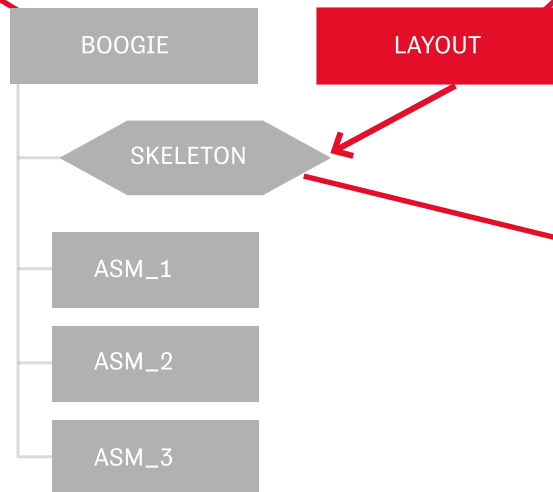 BOOGIE
LAYOUT
SKELETON
ASM_1
ASM_2
ASM_3